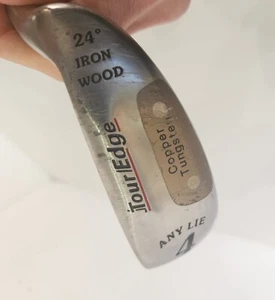 24°
IRON
WOOD
Tour Edge
Copper
Tungsten
ANY LIE
4